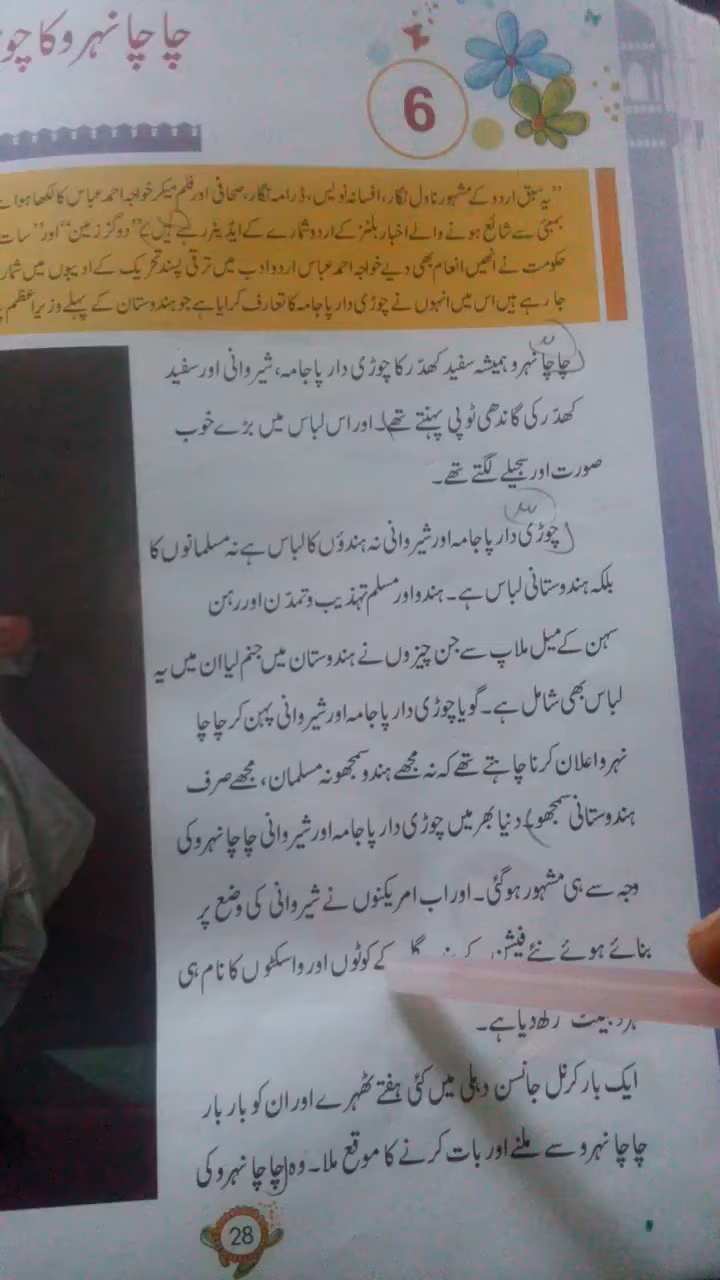 چاچا نہرو کا
6
"یہ سبق اردو کے مشہور ناول نگار، افسانہ نویس، ڈرامہ نگار، صحافی اور فلم میکر خواجہ احمد عباس کا لکھا ہوا ہے
بمبئی سے شائع ہونے والے اخبار بلٹز کے اردو شمارے کے ایڈیٹر رہے ہیں "دو گز زمین" اور "سات
حکومت نے انھیں انعام بھی دیے خواجہ احمد عباس اردو ادب میں ترقی پسند تحریک کے ادیبوں میں شمار
جا رہے ہیں اس میں انہوں نے چوڑی دار پاجامہ کا تعارف کرایا ہے جو ہندوستان کے پہلے وزیر اعظم
چاچا نہرو ہمیشہ سفید کھدّر کا چوڑی دار پاجامہ، شیروانی اور سفید
کھدّر کی گاندھی ٹوپی پہنتے تھے۔ اور اس لباس میں بڑے خوب
صورت اور سجیلے لگتے تھے۔
چوڑی دار پاجامہ اور شیروانی نہ ہندوؤں کا لباس ہے نہ مسلمانوں کا
بلکہ ہندوستانی لباس ہے۔ ہندو اور مسلم تہذیب و تمدّن اور رہن
سہن کے میل ملاپ سے جن چیزوں نے ہندوستان میں جنم لیا ان میں یہ
لباس بھی شامل ہے۔ گویا چوڑی دار پاجامہ اور شیروانی پہن کر چاچا
نہرو اعلان کرنا چاہتے تھے کہ نہ مجھے ہندو سمجھو نہ مسلمان، مجھے صرف
ہندوستانی سمجھو۔ دنیا بھر میں چوڑی دار پاجامہ اور شیروانی چاچا نہرو کی
وجہ سے ہی مشہور ہوگئی۔ اور اب امریکنوں نے شیروانی کی وضع پر
بنائے ہوئے نئے فیشن کے کوٹوں اور واسکٹوں کا نام ہی
رکھ دیا ہے۔
ایک بار کرنل جانسن دہلی میں کئی ہفتے ٹھہرے اور ان کو بار بار
چاچا نہرو سے ملنے اور بات کرنے کا موقع ملا۔ وہ چاچا نہرو کی
28